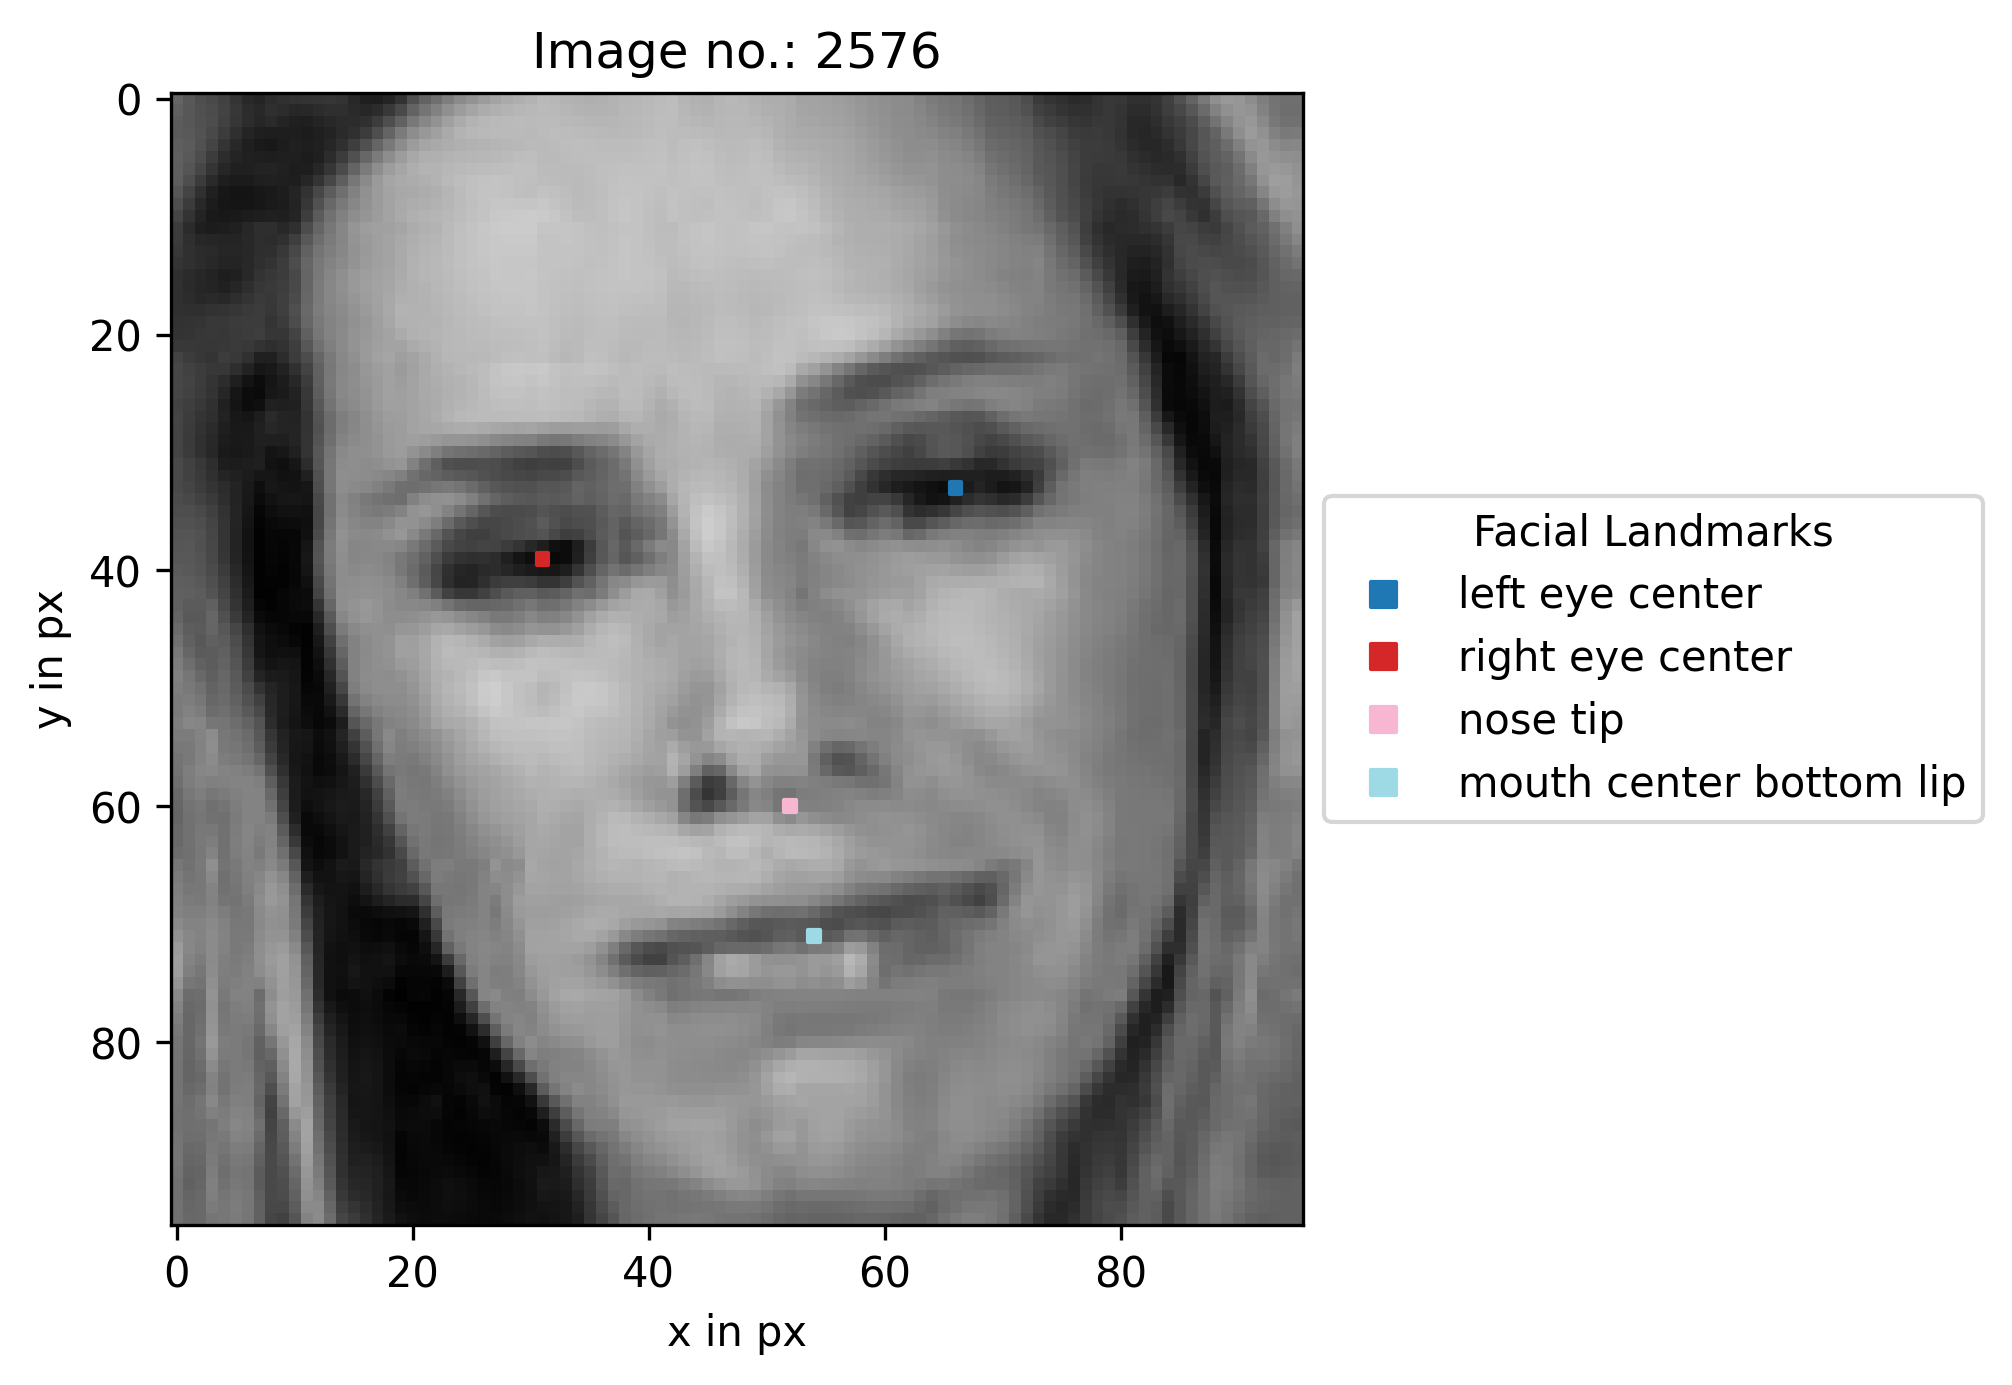 Image no.: 2576
0
20
40
60
80
y in px
0 20 40 60 80
x in px
Facial Landmarks
left eye center
right eye center
nose tip
mouth center bottom lip